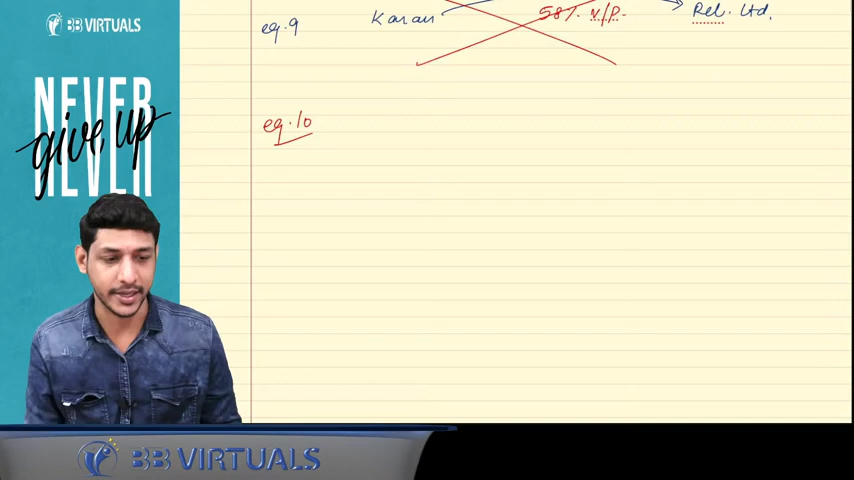 BB VIRTUALS
NEVER
give up
NEVER
eg.9
Karan
58% V/P.
Rel. Ltd.
eg.10
BB VIRTUALS